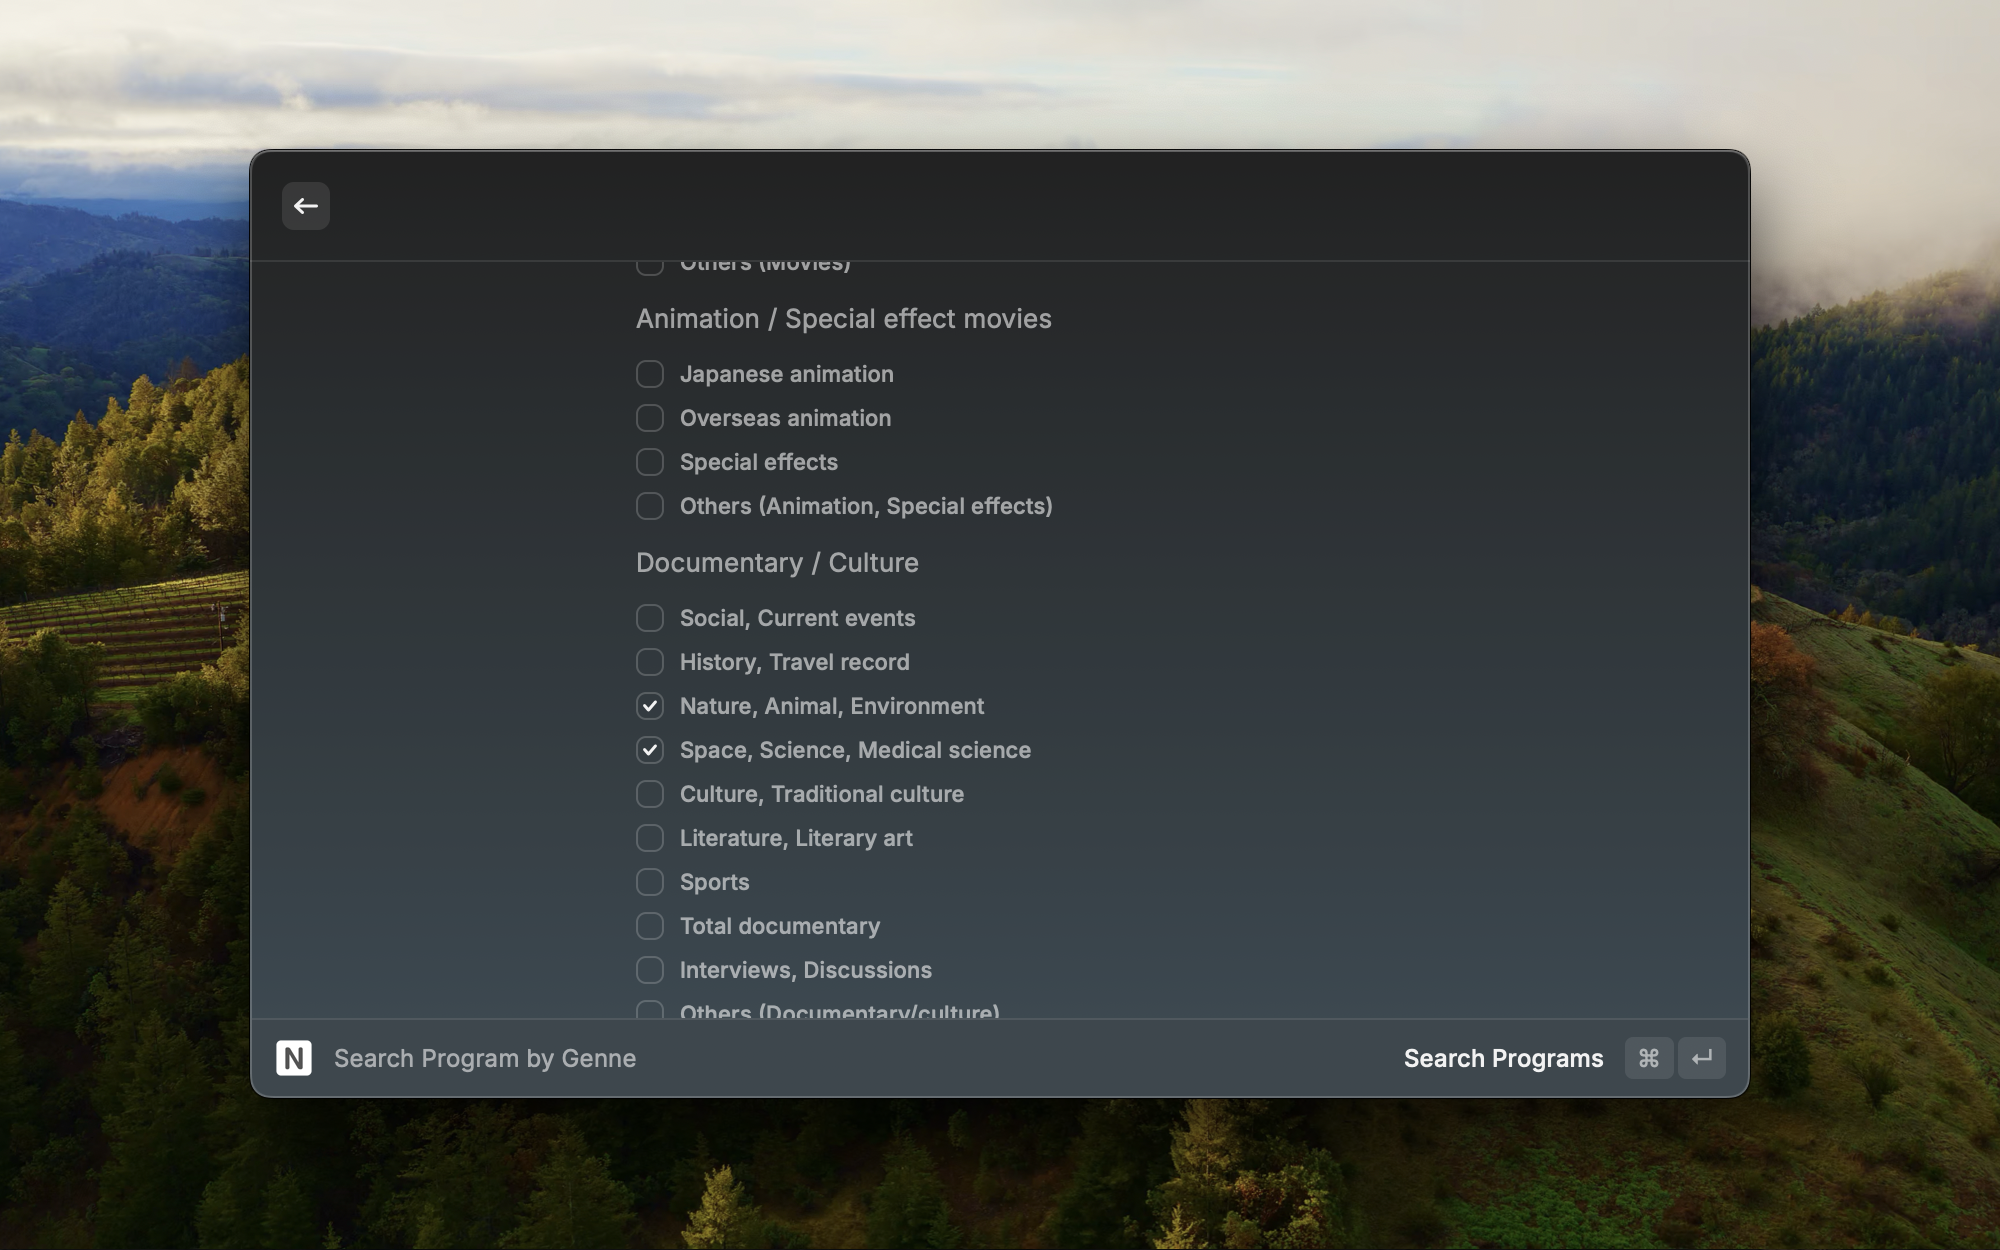 Others (Movies)
Animation / Special effect movies
Japanese animation
Overseas animation
Special effects
Others (Animation, Special effects)
Documentary / Culture
Social, Current events
History, Travel record
Nature, Animal, Environment
Space, Science, Medical science
Culture, Traditional culture
Literature, Literary art
Sports
Total documentary
Interviews, Discussions
Others (Documentary/culture)
N Search Program by Genne Search Programs ⌘ ↵